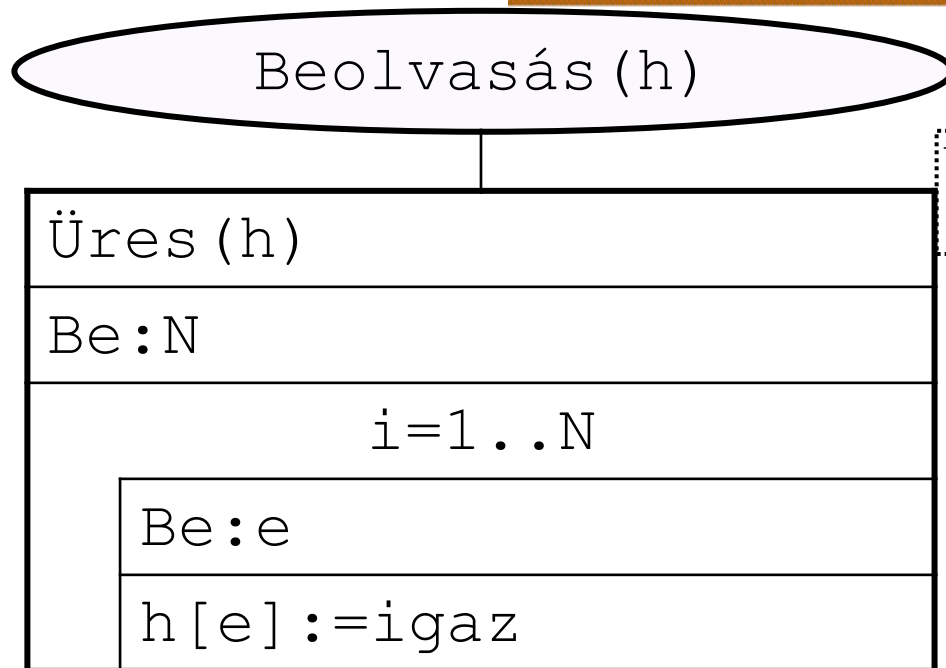 Beolvasás(h)
Üres(h)
Be:N
i=1..N
Be:e
h[e]:=igaz